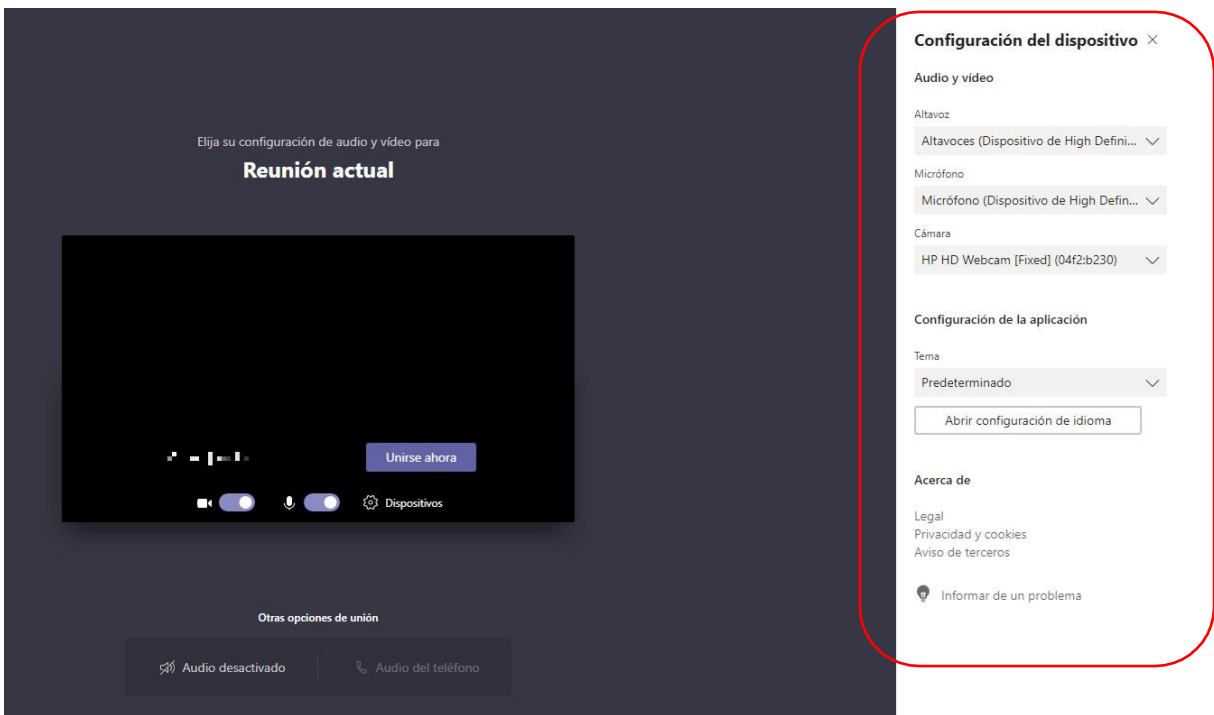 Elija su configuración de audio y vídeo para
Reunión actual
Unirse ahora
Dispositivos
Otras opciones de unión
Audio desactivado
Audio del teléfono
Configuración del dispositivo
Audio y vídeo
Altavoz
Altavoces (Dispositivo de High Defini...
Micrófono
Micrófono (Dispositivo de High Defin...
Cámara
HP HD Webcam [Fixed] (04f2:b230)
Configuración de la aplicación
Tema
Predeterminado
Abrir configuración de idioma
Acerca de
Legal
Privacidad y cookies
Aviso de terceros
Informar de un problema